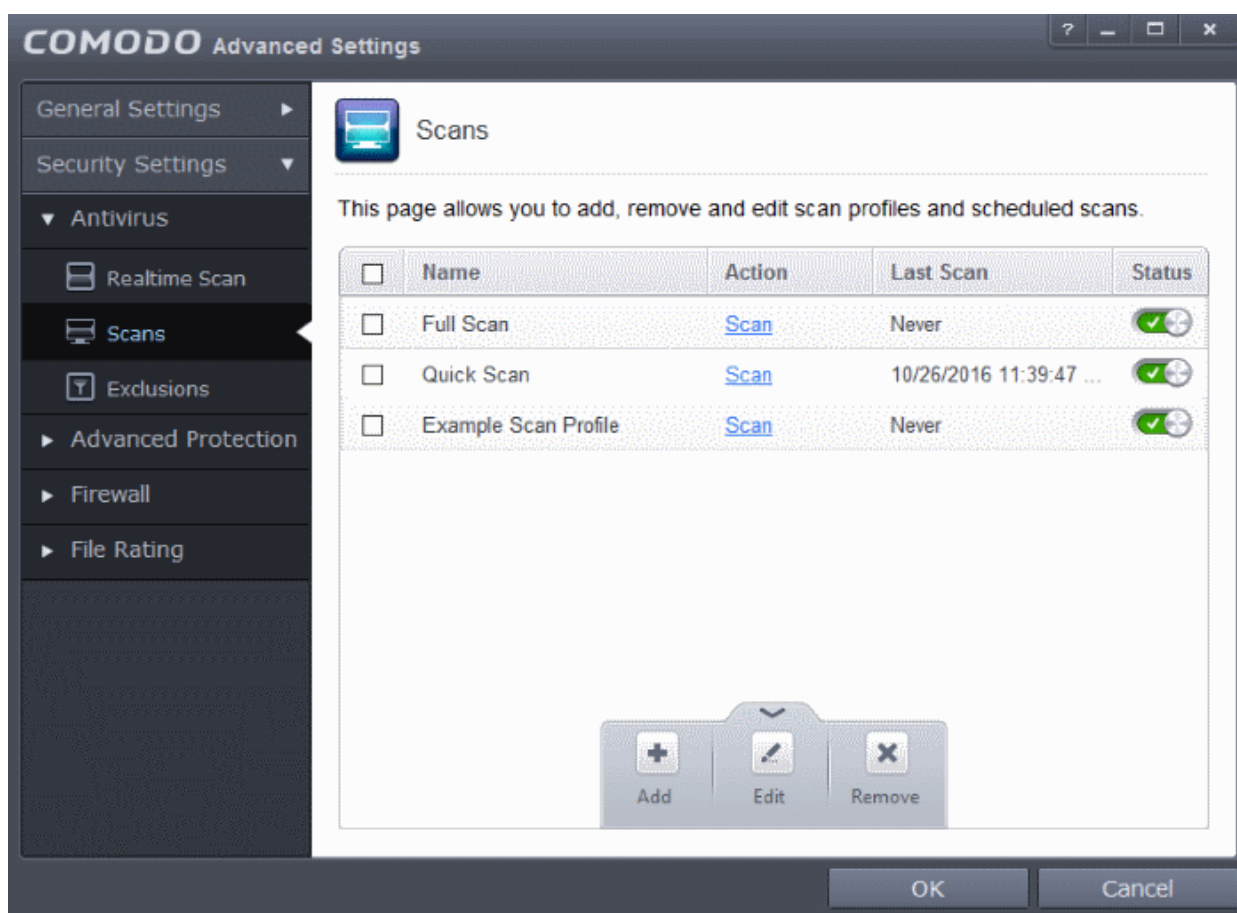 COMODO Advanced Settings
?
General Settings
Security Settings
Antivirus
Realtime Scan
Scans
Exclusions
Advanced Protection
Firewall
File Rating
Scans
This page allows you to add, remove and edit scan profiles and scheduled scans.
Name Action Last Scan Status
Full Scan Scan Never
Quick Scan Scan 10/26/2016 11:39:47 ...
Example Scan Profile Scan Never
Add Edit Remove
OK Cancel